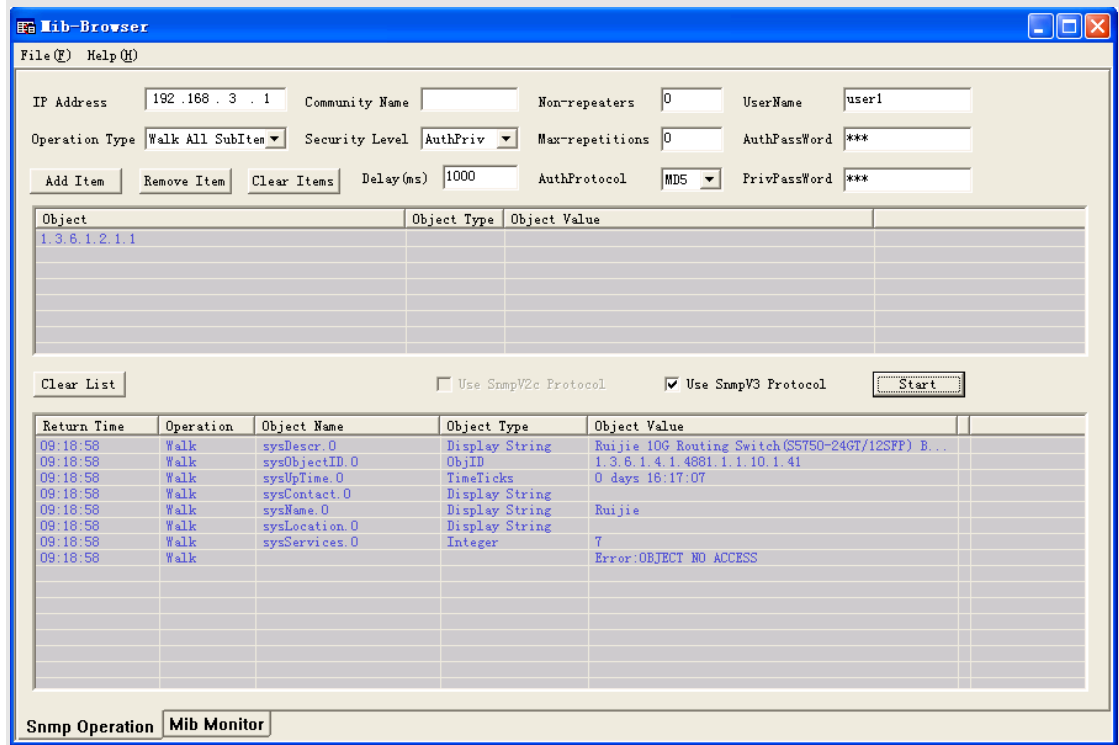 Mib-Browser
File(F) Help(H)
IP Address 192 .168 . 3 . 1 Community Name Non-repeaters 0 UserName user1
Operation Type Walk All SubItem Security Level AuthPriv Max-repetitions 0 AuthPassWord ***
Add Item Remove Item Clear Items Delay(ms) 1000 AuthProtocol MD5 PrivPassWord ***
Object Object Type Object Value
1.3.6.1.2.1.1
Clear List Use SnmpV2c Protocol Use SnmpV3 Protocol Start
Return Time Operation Object Name Object Type Object Value
09:18:58 Walk sysDescr.0 Display String Ruijie 10G Routing Switch(S5750-24GT/12SFP) B...
09:18:58 Walk sysObjectID.0 ObjID 1.3.6.1.4.1.4881.1.1.10.1.41
09:18:58 Walk sysUpTime.0 TimeTicks 0 days 16:17:07
09:18:58 Walk sysContact.0 Display String
09:18:58 Walk sysName.0 Display String Ruijie
09:18:58 Walk sysLocation.0 Display String
09:18:58 Walk sysServices.0 Integer 7
09:18:58 Walk Error:OBJECT NO ACCESS
Snmp Operation Mib Monitor